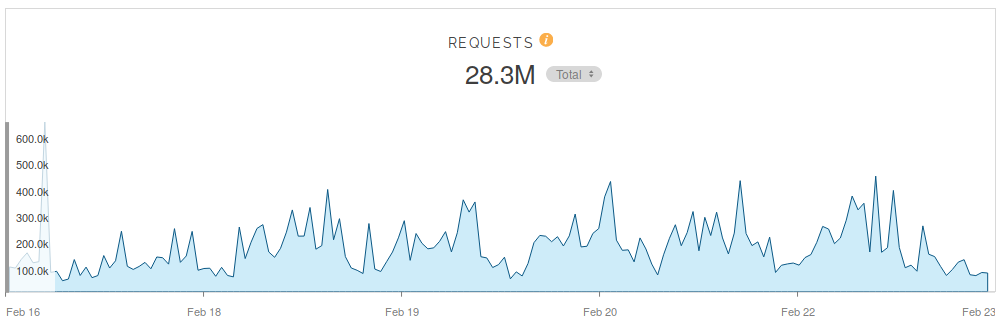 REQUESTS i
28.3M Total
600.0k
500.0k
400.0k
300.0k
200.0k
100.0k
Feb 16 Feb 18 Feb 19 Feb 20 Feb 22 Feb 23